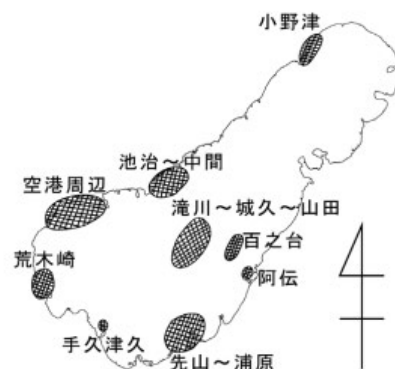 小野津
池治～中間
空港周辺
滝川～城久～山田
百之台
荒木崎
阿伝
手久津久
先山～浦原